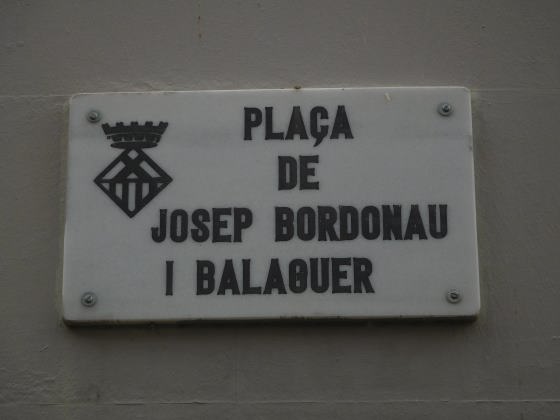 PLAÇA
DE
JOSEP BORDONAU
I BALAGUER